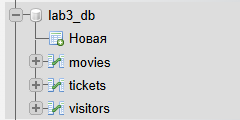 lab3_db
Новая
movies
tickets
visitors